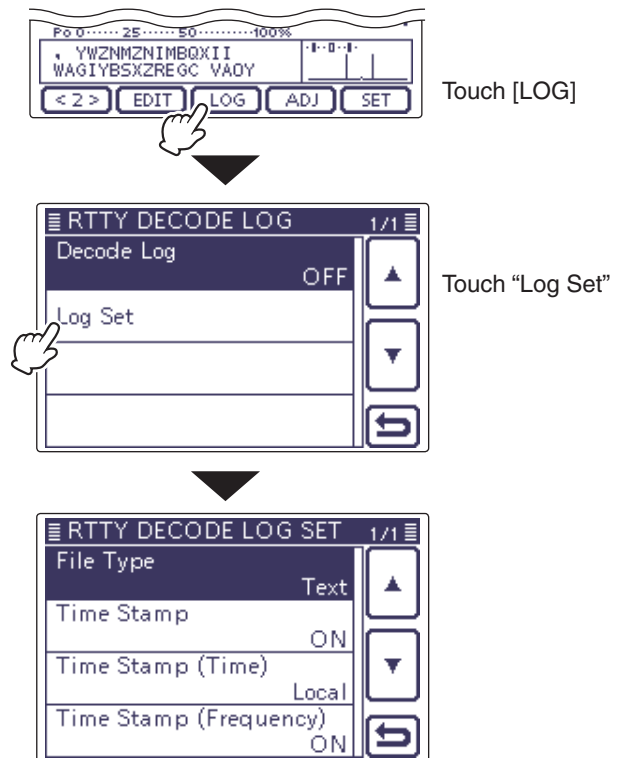 Po 0······25······50··········100%
, YWZNMZNIMBQXII
WAGIYBSXZREGC VAOY
<2> EDIT LOG ADJ SET
Touch [LOG]
RTTY DECODE LOG 1/1
Decode Log
OFF
Touch “Log Set”
Log Set
RTTY DECODE LOG SET 1/1
File Type
Text
Time Stamp
ON
Time Stamp (Time)
Local
Time Stamp (Frequency)
ON